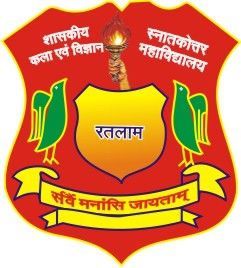 शासकीय
कला एवं विज्ञान
स्नातकोत्तर
महाविद्यालय
रतलाम
सर्वे मनांसि जायताम्